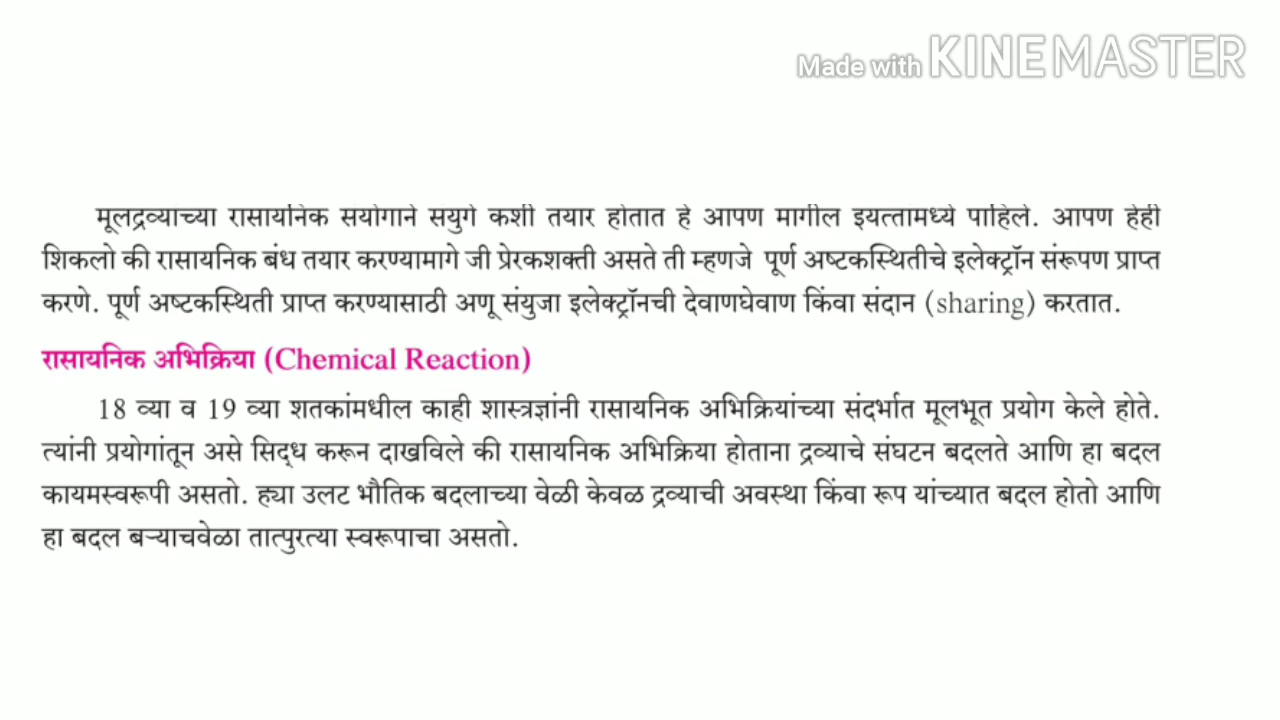 Made with KINEMASTER
मूलद्रव्यांच्या रासायनिक संयोगाने संयुगे कशी तयार होतात हे आपण मागील इयत्तामध्ये पाहिले. आपण हेही
शिकलो की रासायनिक बंध तयार करण्यामागे जी प्रेरकशक्ती असते ती म्हणजे पूर्ण अष्टकस्थितीचे इलेक्ट्रॉन संरूपण प्राप्त
करणे. पूर्ण अष्टकस्थिती प्राप्त करण्यासाठी अणू संयुजा इलेक्ट्रॉनची देवाणघेवाण किंवा संदान (sharing) करतात.
रासायनिक अभिक्रिया (Chemical Reaction)
18 व्या व 19 व्या शतकांमधील काही शास्त्रज्ञांनी रासायनिक अभिक्रियांच्या संदर्भात मूलभूत प्रयोग केले होते.
त्यांनी प्रयोगांतून असे सिद्ध करून दाखविले की रासायनिक अभिक्रिया होताना द्रव्याचे संघटन बदलते आणि हा बदल
कायमस्वरूपी असतो. ह्या उलट भौतिक बदलाच्या वेळी केवळ द्रव्याची अवस्था किंवा रूप यांच्यात बदल होतो आणि
हा बदल बऱ्याचवेळा तात्पुरत्या स्वरूपाचा असतो.